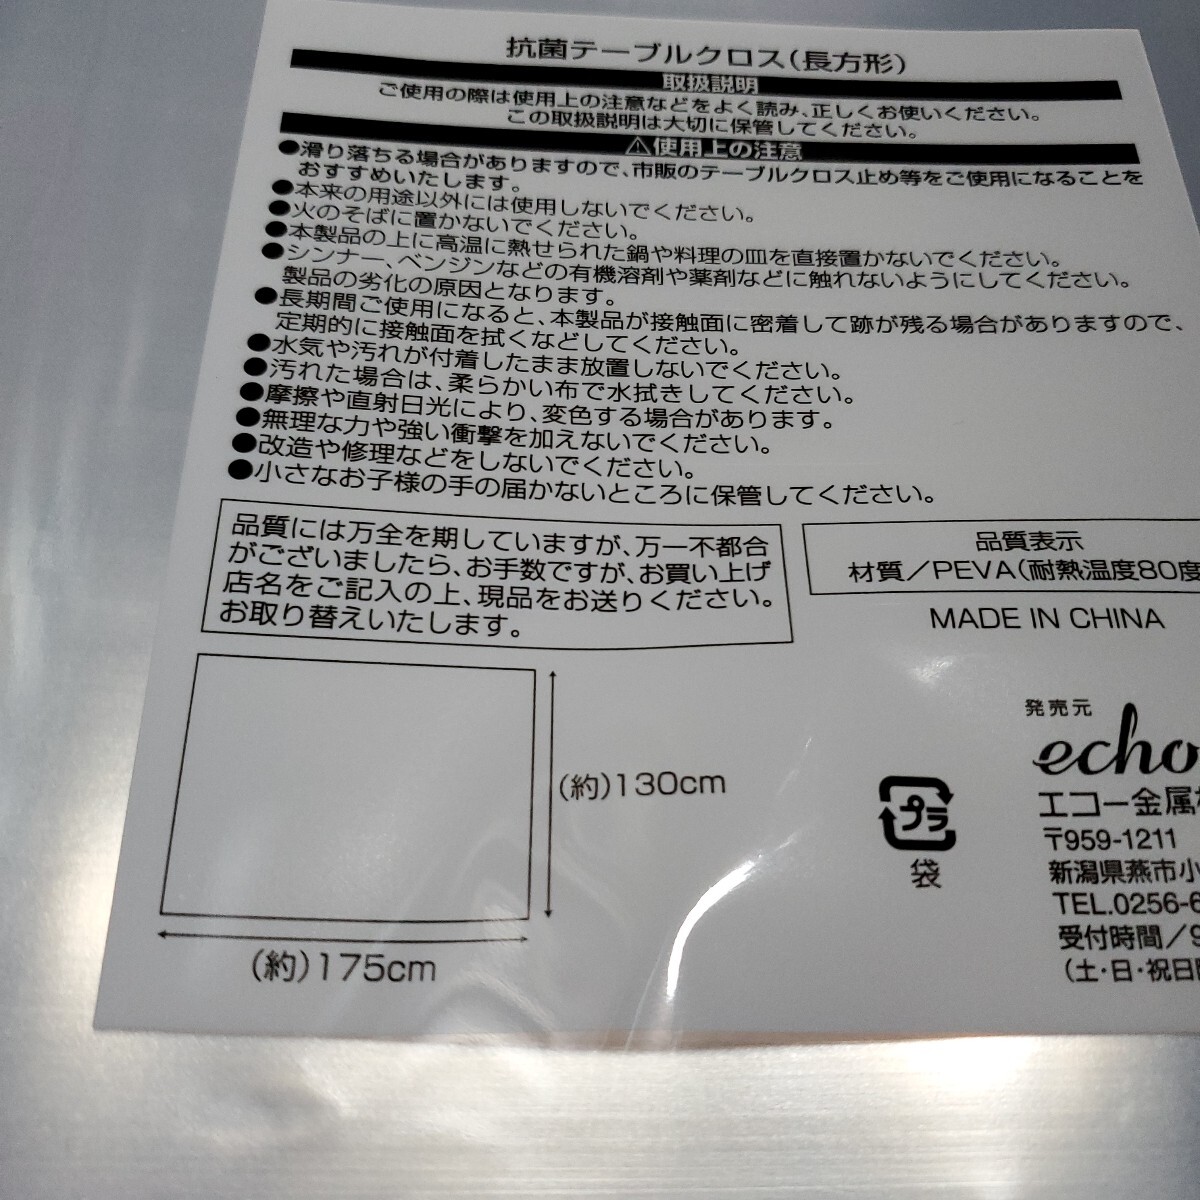 抗菌テーブルクロス(長方形)
取扱説明
ご使用の際は使用上の注意などをよく読み、正しくお使いください。
この取扱説明は大切に保管してください。
⚠使用上の注意
●滑り落ちる場合がありますので、市販のテーブルクロス止め等をご使用になることを
おすすめいたします。
●本来の用途以外には使用しないでください。
●火のそばに置かないでください。
●本製品の上に高温に熱せられた鍋や料理の皿を直接置かないでください。
●シンナー、ベンジンなどの有機溶剤や薬剤などに触れないようにしてください。
製品の劣化の原因となります。
●長期間ご使用になると、本製品が接触面に密着して跡が残る場合がありますので、
定期的に接触面を拭くなどしてください。
●水気や汚れが付着したまま放置しないでください。
●汚れた場合は、柔らかい布で水拭きしてください。
●摩擦や直射日光により、変色する場合があります。
●無理な力や強い衝撃を加えないでください。
●改造や修理などをしないでください。
●小さなお子様の手の届かないところに保管してください。
品質には万全を期していますが、万一不都合
がございましたら、お手数ですが、お買い上げ
店名をご記入の上、現品をお送りください。
お取り替えいたします。
品質表示
材質/PEVA(耐熱温度80度
MADE IN CHINA
(約)130cm
(約)175cm
プラ
袋
発売元
echo
エコー金属
〒959-1211
新潟県燕市小
TEL.0256-6
受付時間/9
(土・日・祝日